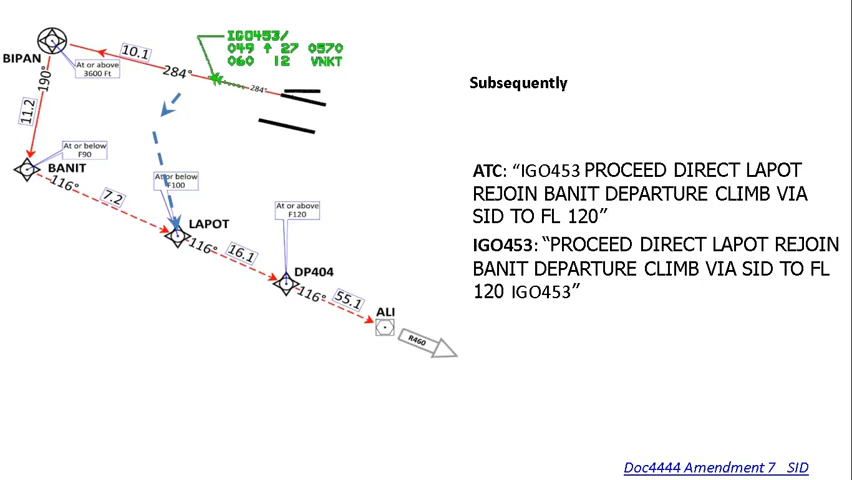 IGO453/
049 ↑ 27 0570
060 12 VNKT
BIPAN
10.1
At or above
3600 Ft
284°
284°
190°
11.2
At or below
F90
BANIT
116°
7.2
At or below
F100
LAPOT
116°
16.1
At or above
F120
DP404
116°
55.1
ALI
R460
Subsequently
ATC: “IGO453 PROCEED DIRECT LAPOT
REJOIN BANIT DEPARTURE CLIMB VIA
SID TO FL 120”
IGO453: “PROCEED DIRECT LAPOT REJOIN
BANIT DEPARTURE CLIMB VIA SID TO FL
120 IGO453”
Doc4444 Amendment 7 SID